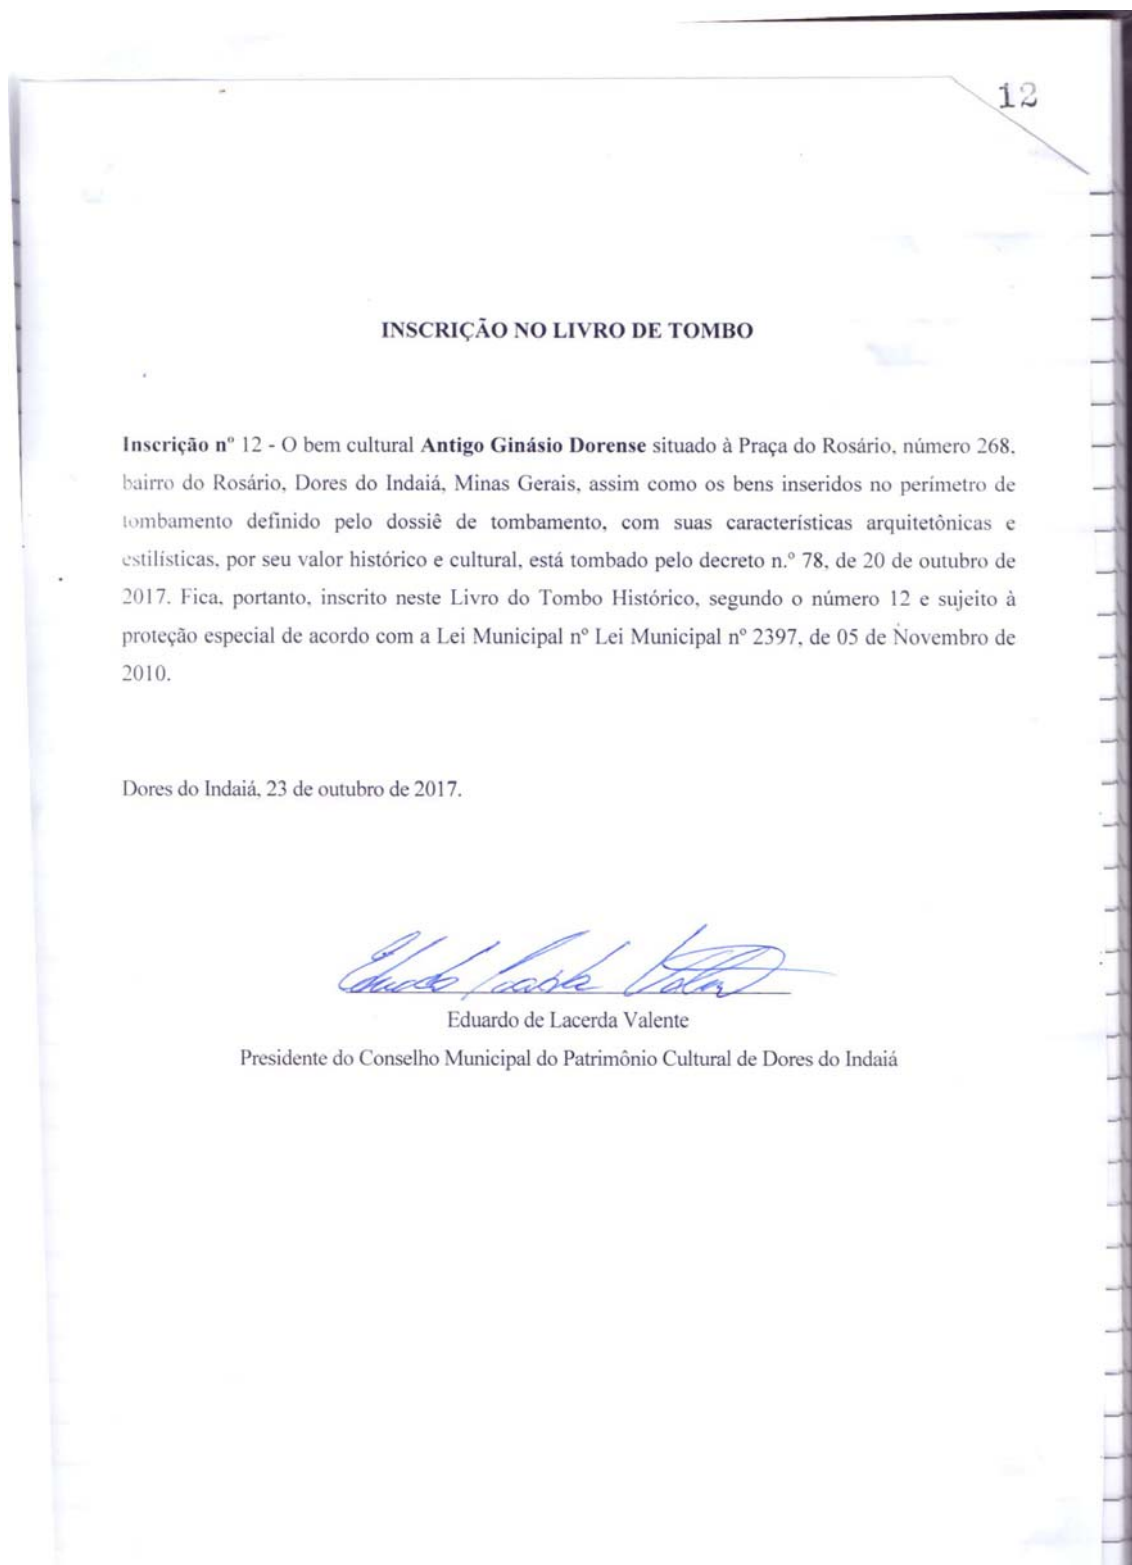 12
INSCRIÇÃO NO LIVRO DE TOMBO
Inscrição nº 12 - O bem cultural Antigo Ginásio Dorense situado à Praça do Rosário, número 268,
bairro do Rosário, Dores do Indaiá, Minas Gerais, assim como os bens inseridos no perímetro de
tombamento definido pelo dossiê de tombamento, com suas características arquitetônicas e
estilísticas, por seu valor histórico e cultural, está tombado pelo decreto n.º 78, de 20 de outubro de
2017. Fica, portanto, inscrito neste Livro do Tombo Histórico, segundo o número 12 e sujeito à
proteção especial de acordo com a Lei Municipal nº Lei Municipal nº 2397, de 05 de Novembro de
2010.
Dores do Indaiá, 23 de outubro de 2017.
Eduardo Lacerda Valente
Eduardo de Lacerda Valente
Presidente do Conselho Municipal do Patrimônio Cultural de Dores do Indaiá